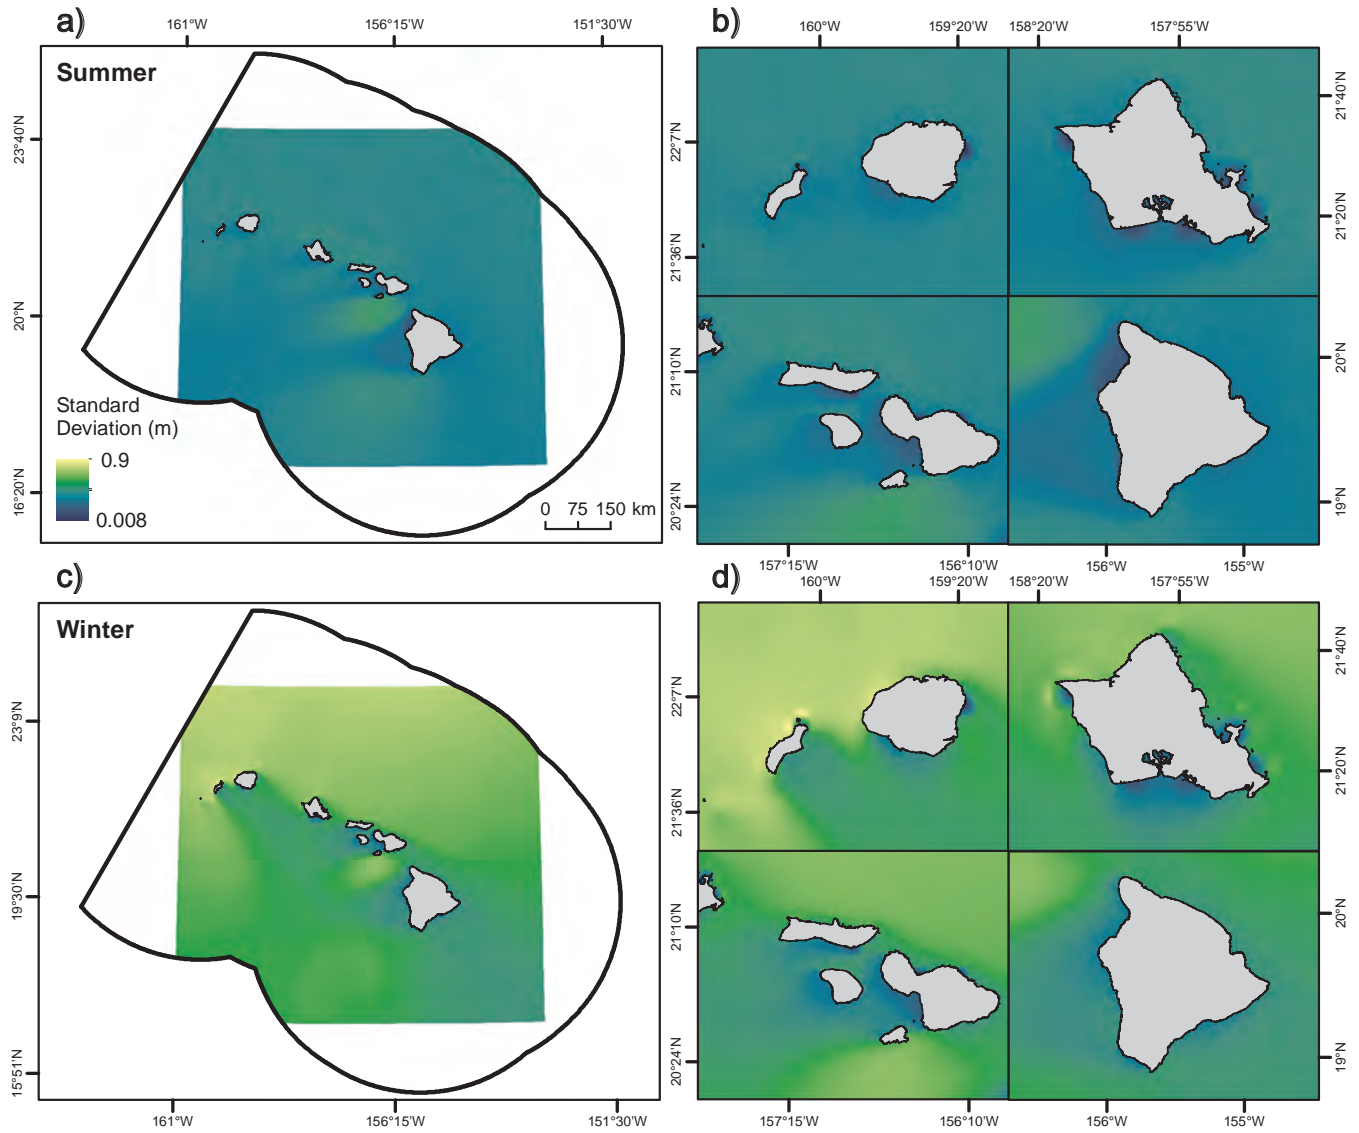 a)
161°W 156°15'W 151°30'W
Summer
23°40'N
20°N
16°20'N
Standard
Deviation (m)
0.9
0.008
0 75 150 km
b)
160°W 159°20'W 158°20'W 157°55'W
22°7'N
21°36'N
21°40'N
21°20'N
21°10'N
20°24'N
20°N
19°N
157°15'W 156°10'W 156°W 155°W
c)
Winter
23°9'N
19°30'N
15°51'N
161°W 156°15'W 151°30'W
d)
160°W 159°20'W 158°20'W 157°55'W
22°7'N
21°36'N
21°40'N
21°20'N
21°10'N
20°24'N
20°N
19°N
157°15'W 156°10'W 156°W 155°W